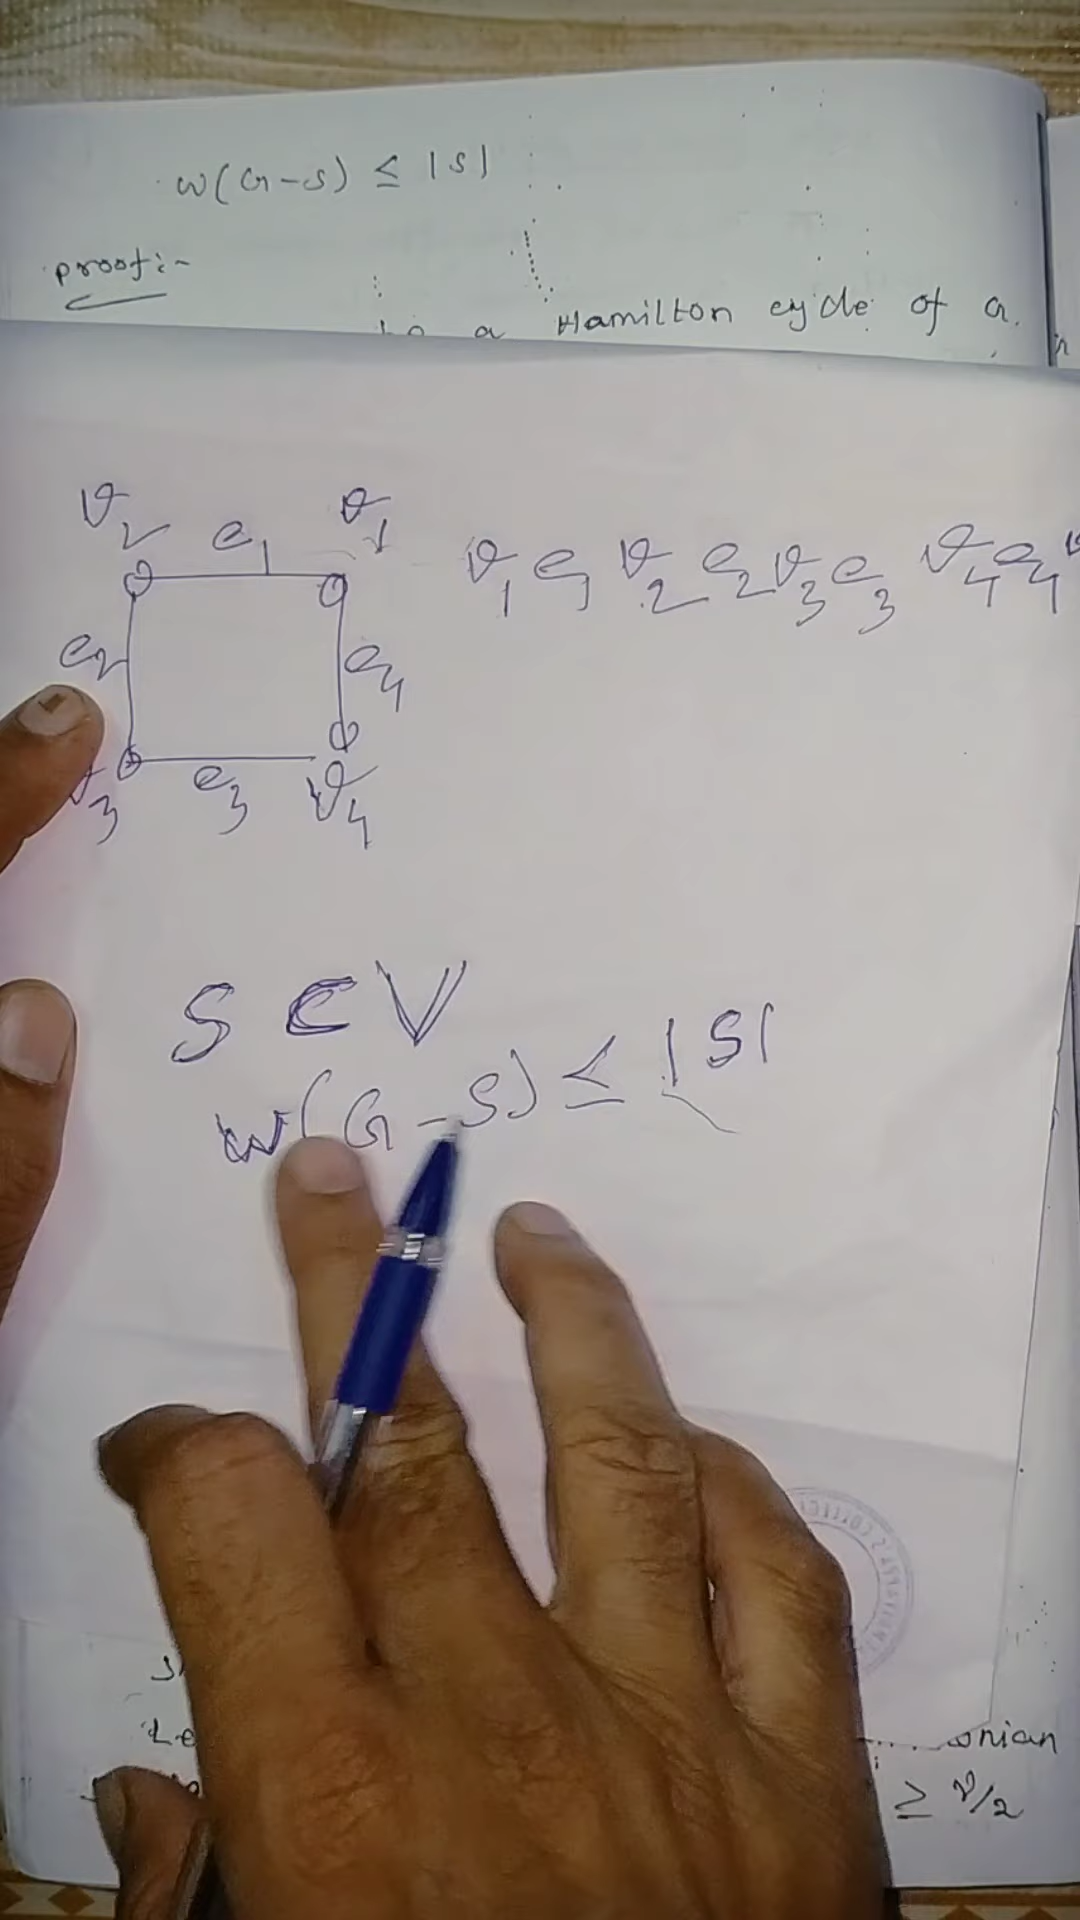 w(G-S) ≤ |S|
Proof:-
a Hamilton cycle of G.
v2 e1 v1
v1 e1 v2 e2 v3 e3 v4 e4
e2 e4
v3 e3 v4
S ⊂ V
w(G-S) ≤ |S|
≥ v/2